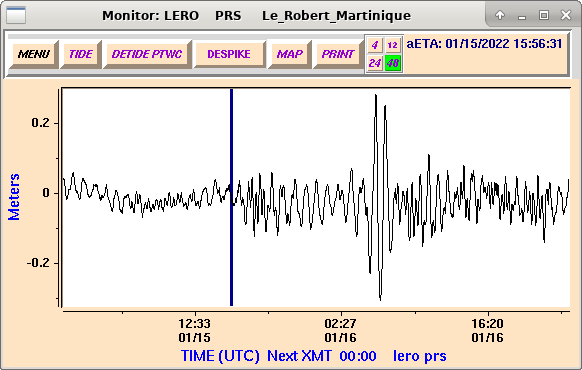 Monitor: LERO PRS Le_Robert_Martinique
MENU TIDE DETIDE PTWC DESPIKE MAP PRINT 4 12 24 48 aETA: 01/15/2022 15:56:31
0.2
0
-0.2
Meters
12:33 02:27 16:20
01/15 01/16 01/16
TIME (UTC) Next XMT 00:00 lero prs